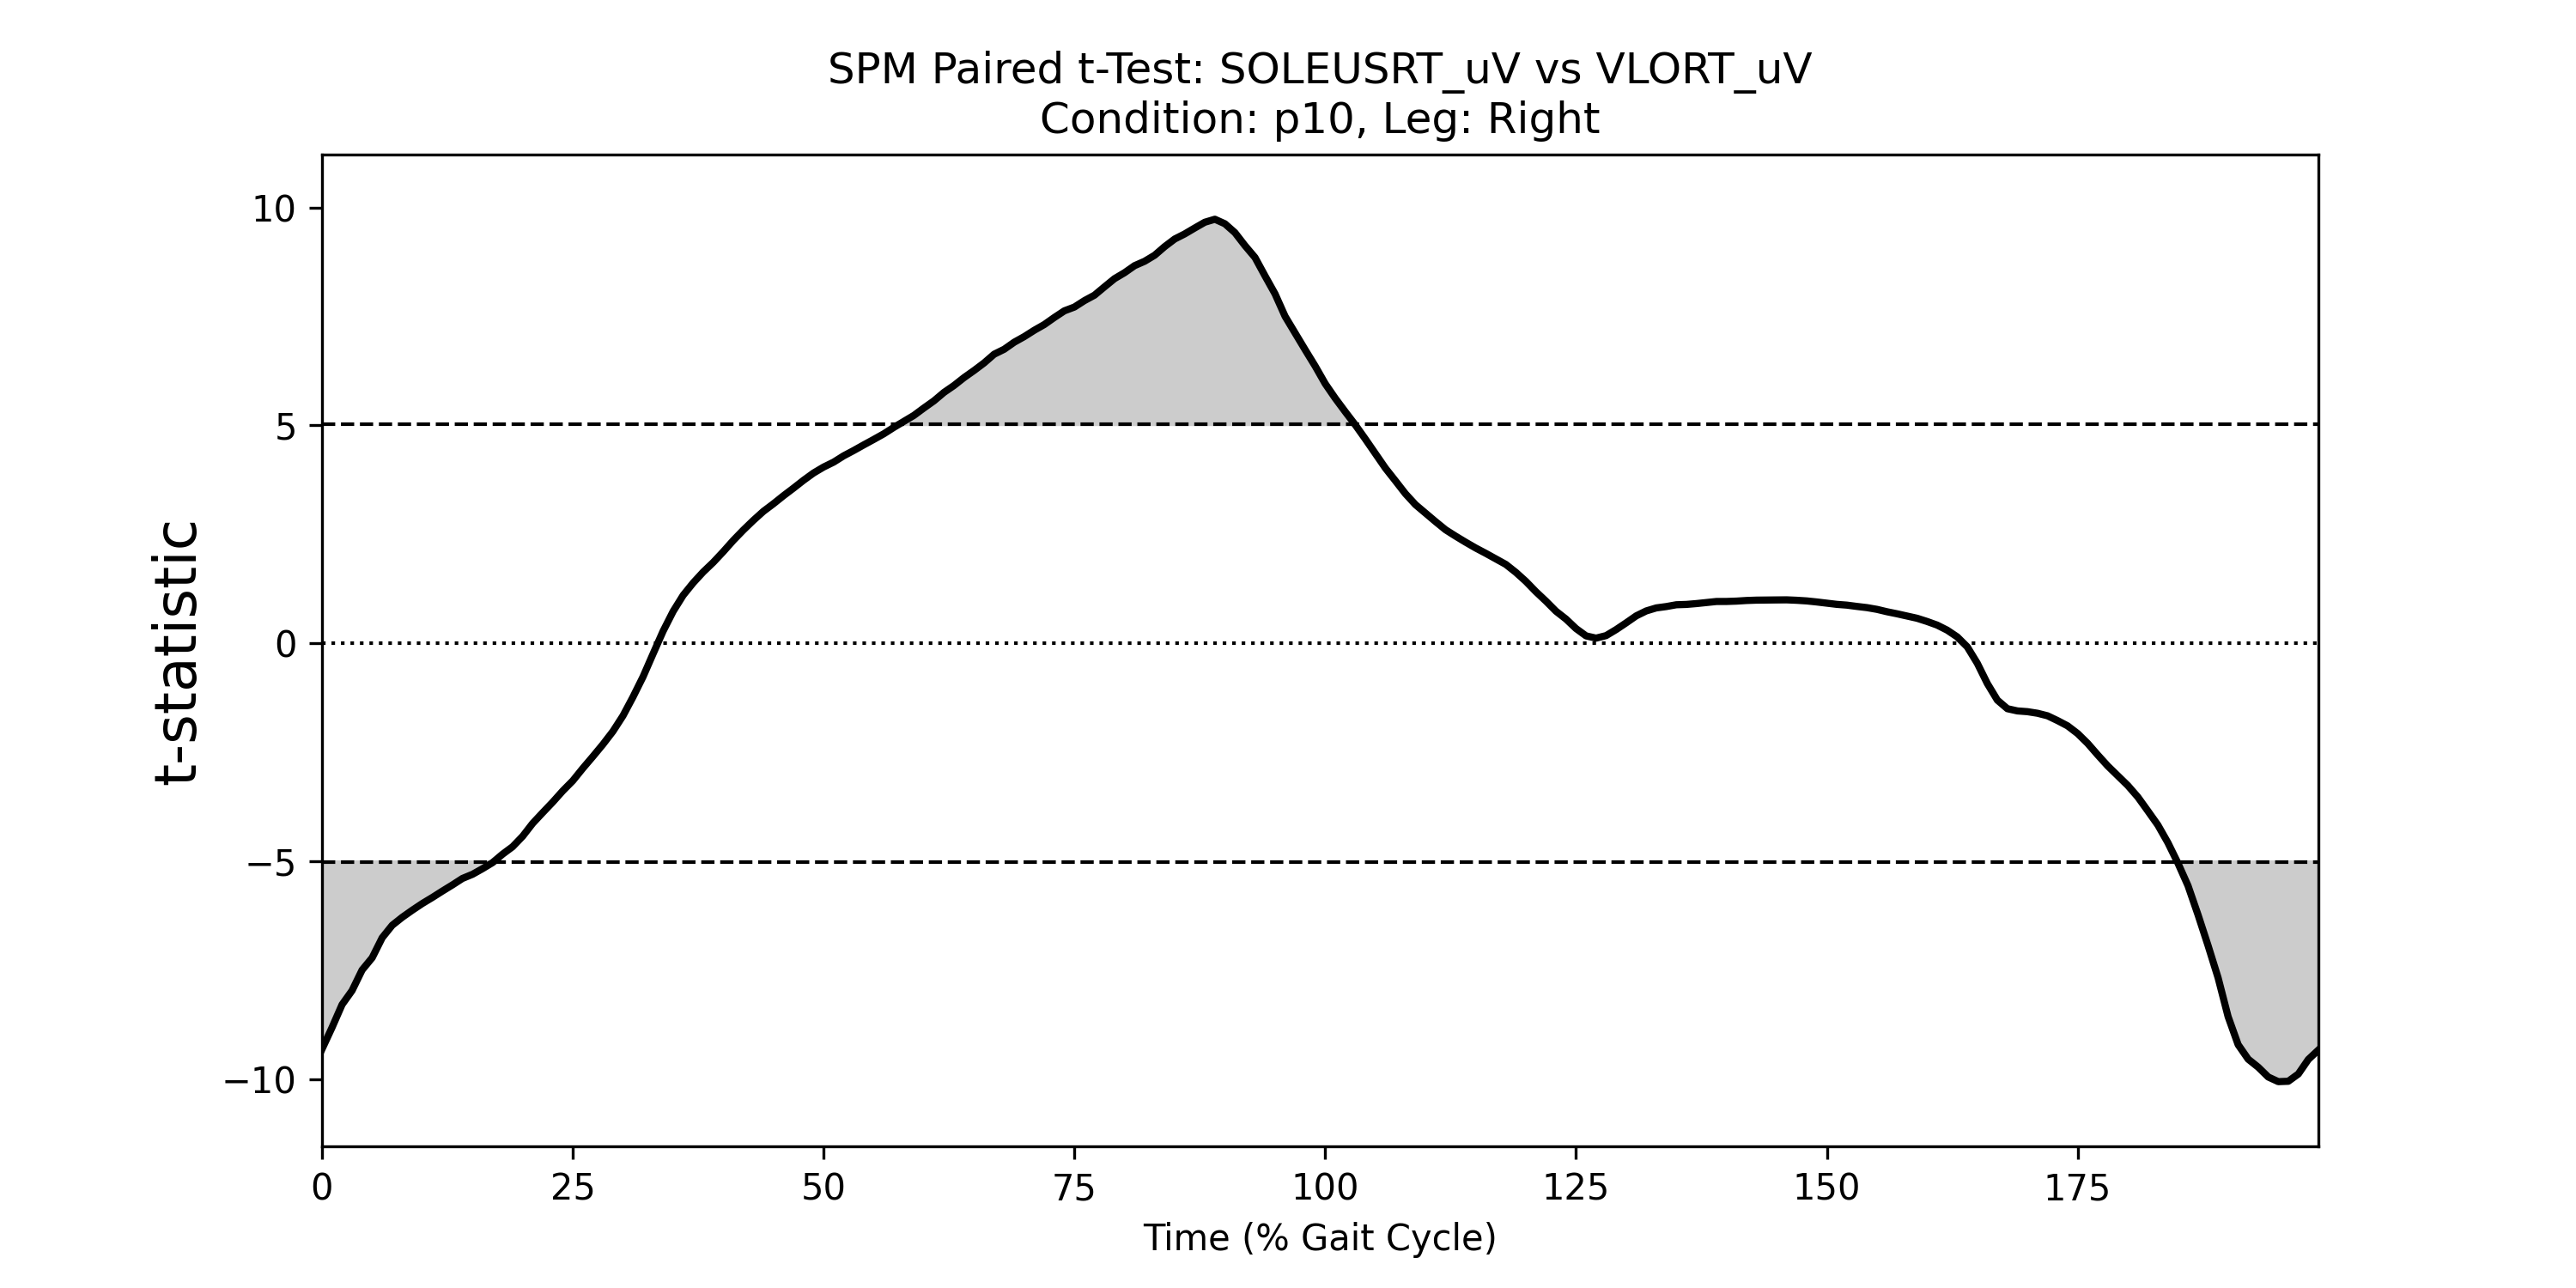 SPM Paired t-Test: SOLEUSRT_uV vs VLORT_uV
Condition: p10, Leg: Right
t-statistic
10
5
0
−5
−10
0 25 50 75 100 125 150 175
Time (% Gait Cycle)